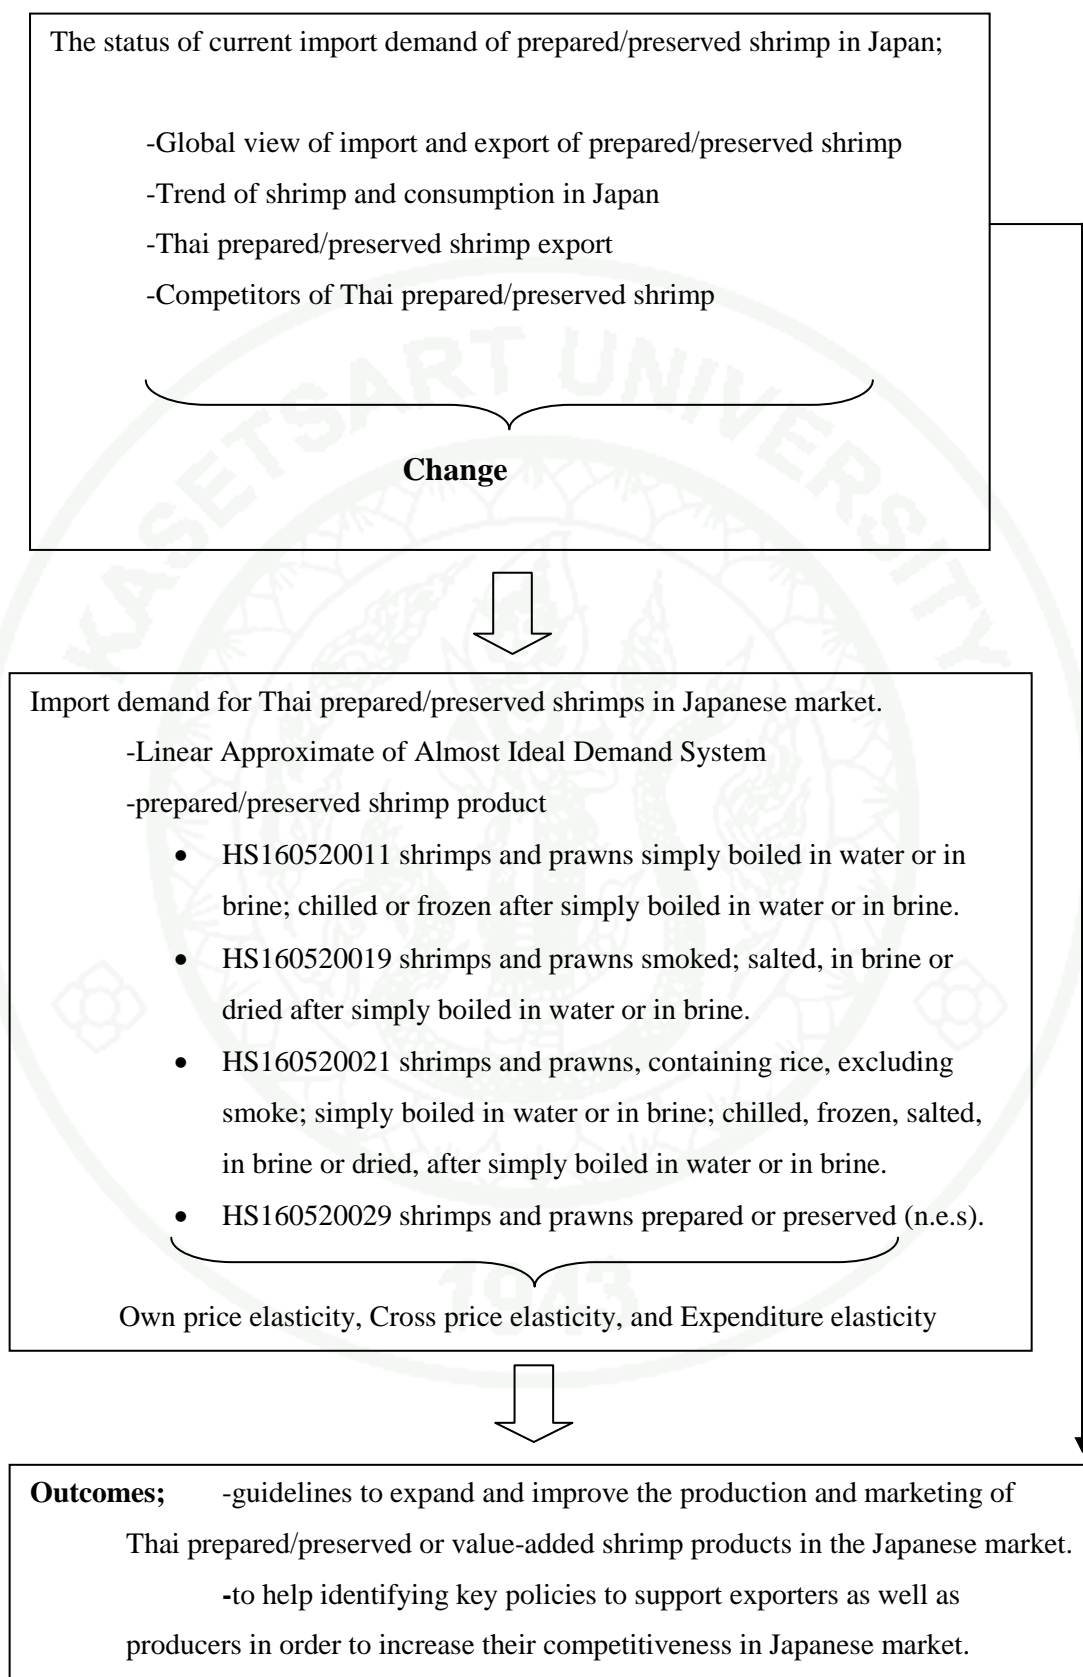 The status of current import demand of prepared/preserved shrimp in Japan;
-Global view of import and export of prepared/preserved shrimp
-Trend of shrimp and consumption in Japan
-Thai prepared/preserved shrimp export
-Competitors of Thai prepared/preserved shrimp
KASETSART UNIVERSITY
Change
Import demand for Thai prepared/preserved shrimps in Japanese market.
-Linear Approximate of Almost Ideal Demand System
-prepared/preserved shrimp product
• HS160520011 shrimps and prawns simply boiled in water or in
brine; chilled or frozen after simply boiled in water or in brine.
• HS160520019 shrimps and prawns smoked; salted, in brine or
dried after simply boiled in water or in brine.
• HS160520021 shrimps and prawns, containing rice, excluding
smoke; simply boiled in water or in brine; chilled, frozen, salted,
in brine or dried, after simply boiled in water or in brine.
• HS160520029 shrimps and prawns prepared or preserved (n.e.s).
1943
Own price elasticity, Cross price elasticity, and Expenditure elasticity
Outcomes; -guidelines to expand and improve the production and marketing of
Thai prepared/preserved or value-added shrimp products in the Japanese market.
-to help identifying key policies to support exporters as well as
producers in order to increase their competitiveness in Japanese market.